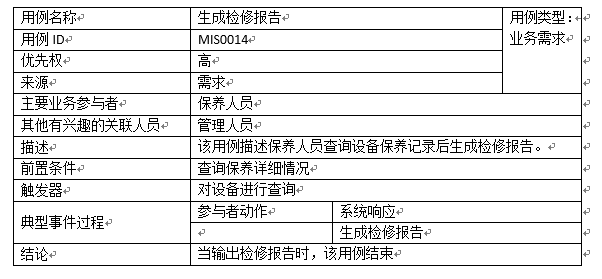 用例名称 生成检修报告 用例类型：
用例 ID MIS0014 业务需求
优先权 高
来源 需求
主要业务参与者 保养人员
其他有兴趣的关联人员 管理人员
描述 该用例描述保养人员查询设备保养记录后生成检修报告。
前置条件 查询保养详细情况
触发器 对设备进行查询
典型事件过程 参与者动作 系统响应
生成检修报告
结论 当输出检修报告时，该用例结束